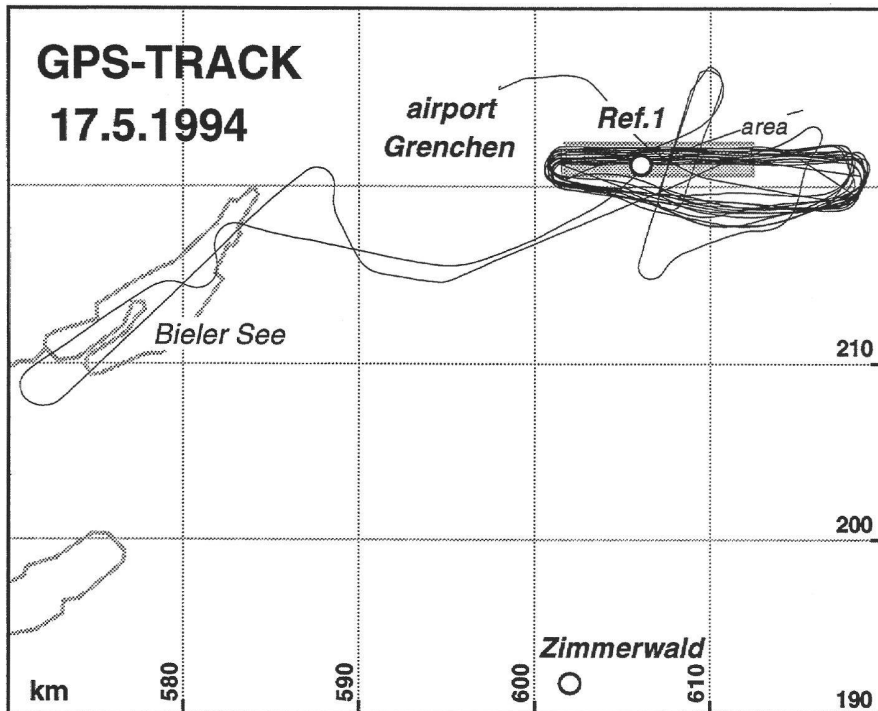 GPS-TRACK
17.5.1994
airport
Grenchen
Ref.1
area
Bieler See
210
200
Zimmerwald
km
580
590
600
610
190